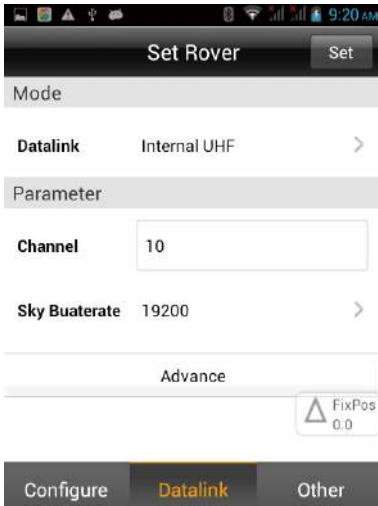 9:20 AM
Set Rover
Set
Mode
Datalink Internal UHF
Parameter
Channel 10
Sky Buaterate 19200
Advance
FixPos
0.0
Configure Datalink Other